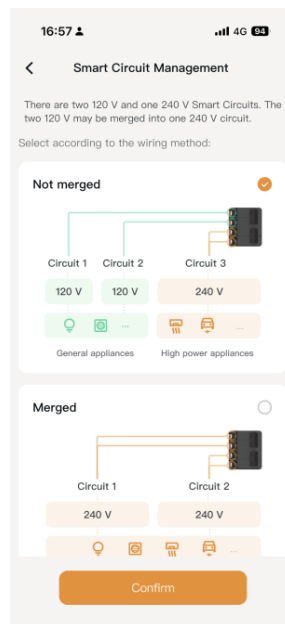 16:57 4G 94
Smart Circuit Management
There are two 120 V and one 240 V Smart Circuits. The
two 120 V may be merged into one 240 V circuit.
Select according to the wiring method:
Not merged
Circuit 1 Circuit 2 Circuit 3
120 V 120 V 240 V
... ...
General appliances High power appliances
Merged
Circuit 1 Circuit 2
240 V 240 V
...
Confirm